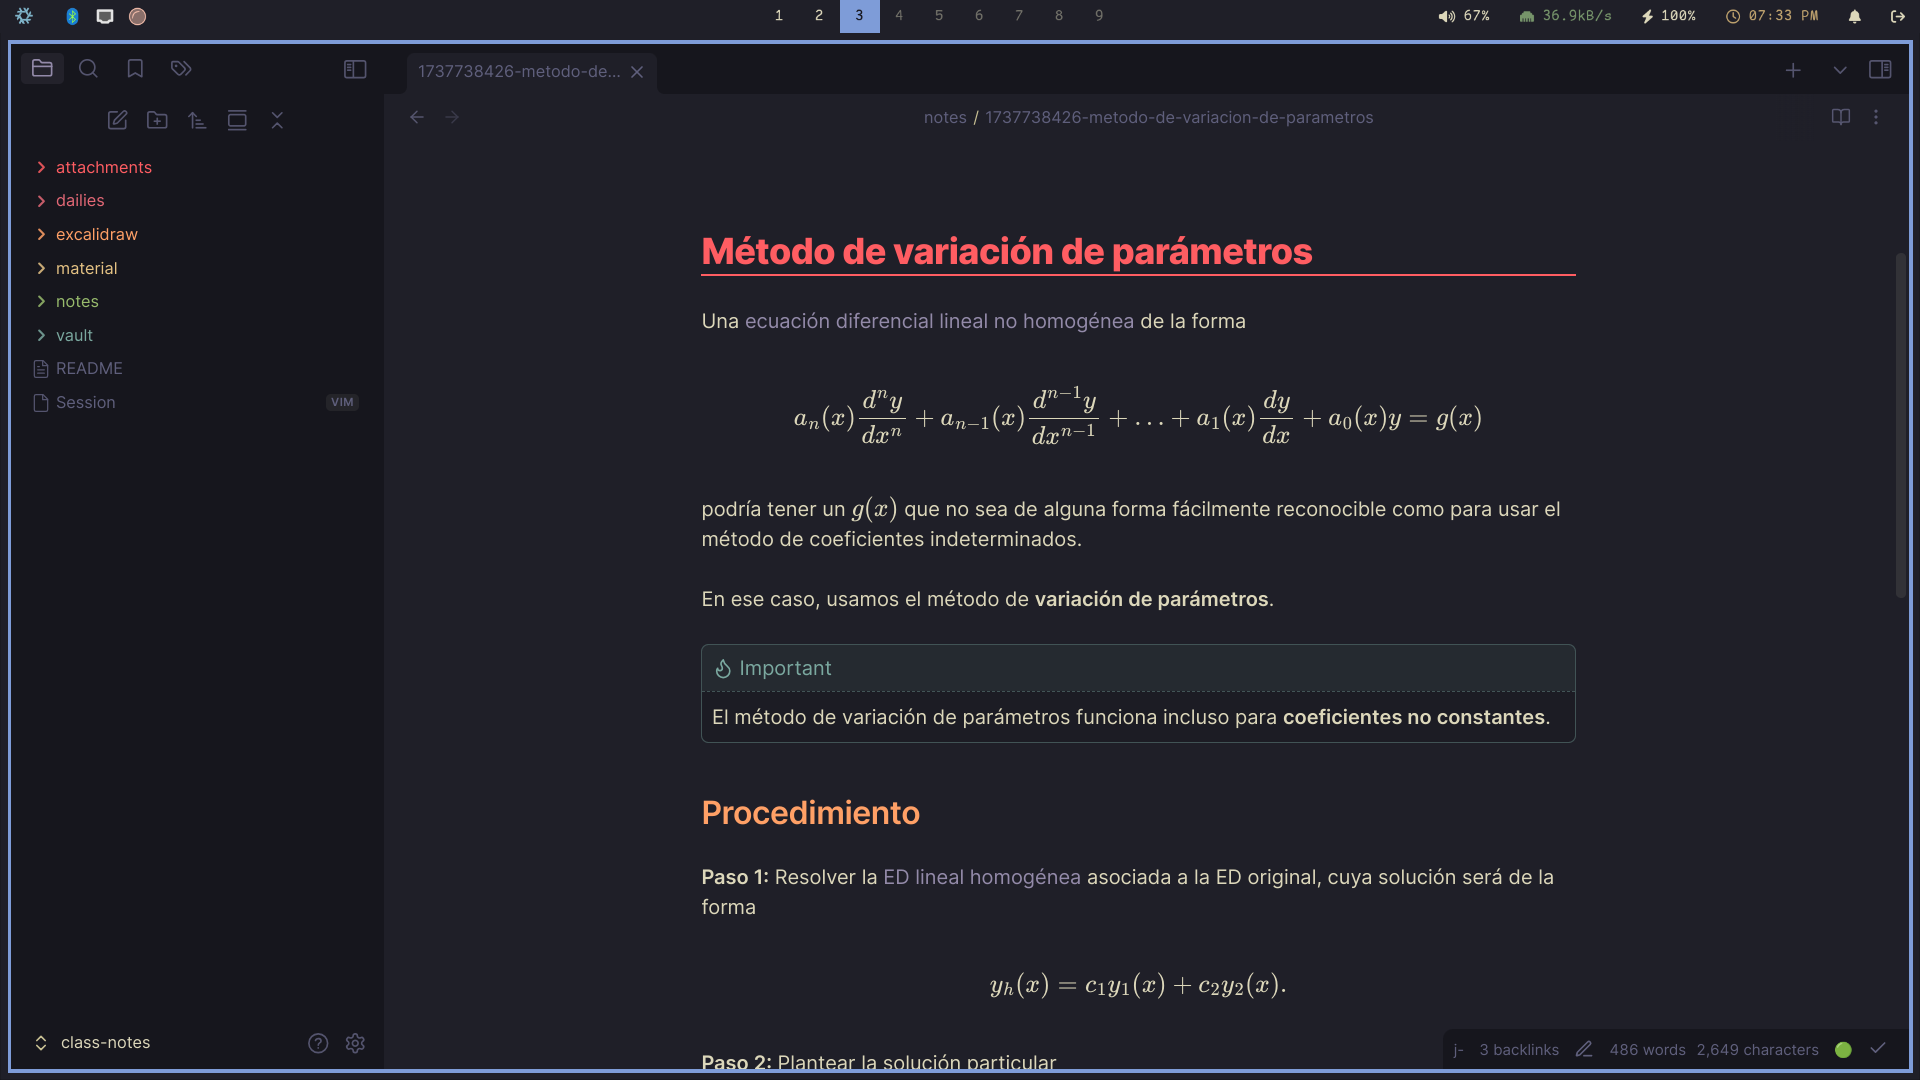 1 2 3 4 5 6 7 8 9
67% 36.9kB/s 100% 07:33 PM
1737738426-metodo-de...
notes / 1737738426-metodo-de-variacion-de-parametros
attachments
dailies
excalidraw
material
notes
vault
README
Session VIM
class-notes
Método de variación de parámetros
Una ecuación diferencial lineal no homogénea de la forma
a_n(x) d^n y/dx^n + a_{n-1}(x) d^{n-1} y/dx^{n-1} + ... + a_1(x) dy/dx + a_0(x)y = g(x)
podría tener un g(x) que no sea de alguna forma fácilmente reconocible como para usar el
método de coeficientes indeterminados.
En ese caso, usamos el método de variación de parámetros.
Important
El método de variación de parámetros funciona incluso para coeficientes no constantes.
Procedimiento
Paso 1: Resolver la ED lineal homogénea asociada a la ED original, cuya solución será de la
forma
y_h(x) = c_1y_1(x) + c_2y_2(x).
Paso 2: Plantear la solución particular
j- 3 backlinks 486 words 2,649 characters